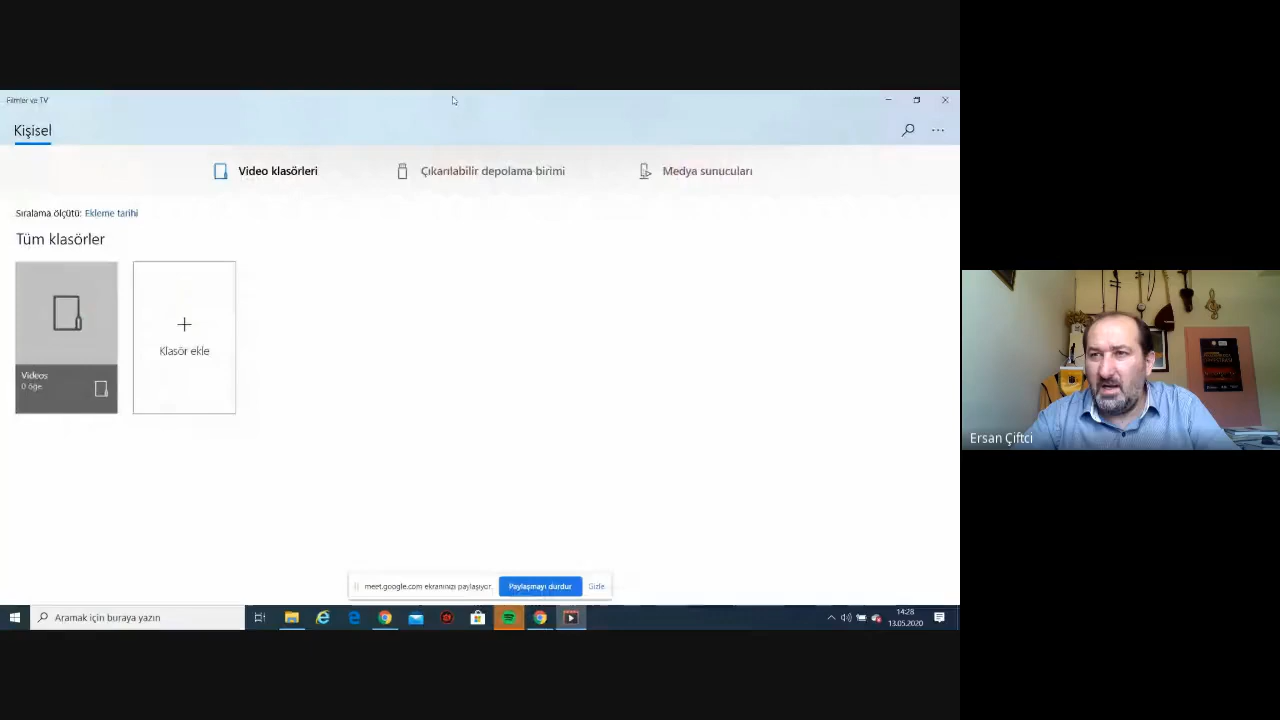 Filmler ve TV
Kişisel
Video klasörleri
Çıkarılabilir depolama birimi
Medya sunucuları
Sıralama ölçütü: Ekleme tarihi
Tüm klasörler
Videos
0 öğe
Klasör ekle
Ersan Çiftci
meet.google.com ekranınızı paylaşıyor.
Paylaşmayı durdur
Gizle
Aramak için buraya yazın
14:28
13.05.2020